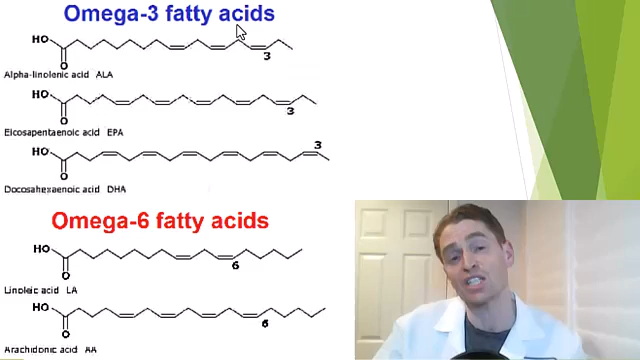 Omega-3 fatty acids
HO
O
3
Alpha-linolenic acid ALA
HO
O
3
Eicosapentaenoic acid EPA
3
HO
O
Docosahexaenoic acid DHA
Omega-6 fatty acids
HO
O
6
Linoleic acid LA
HO
O
6
Arachidonic acid AA